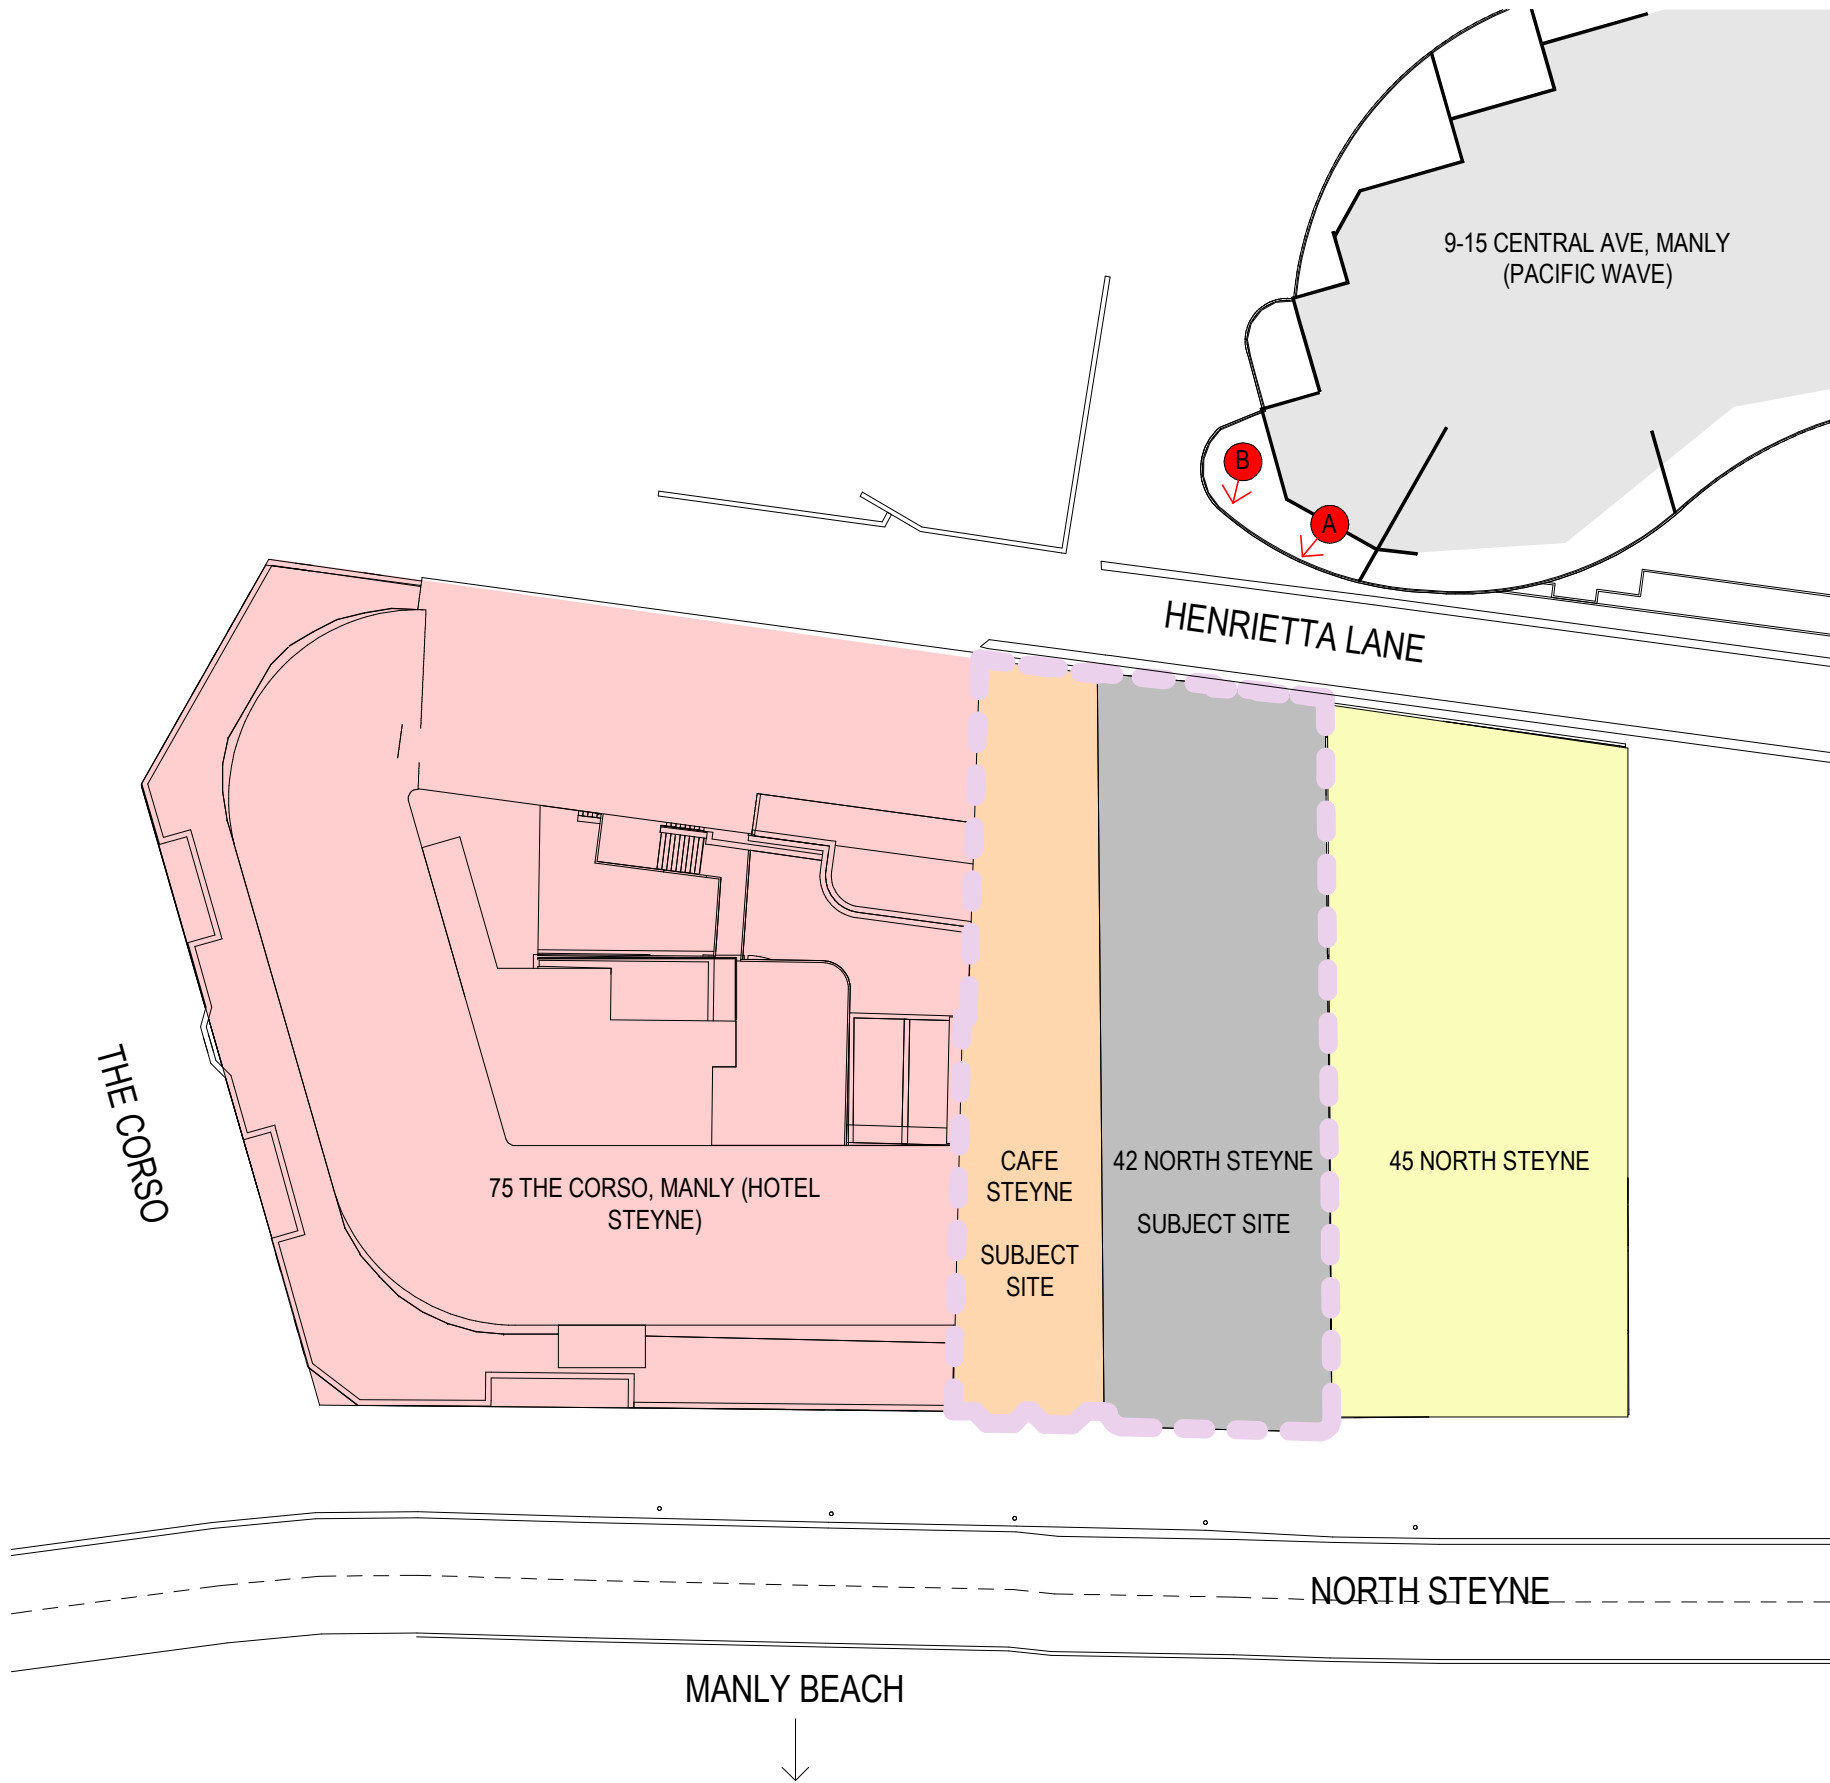 9-15 CENTRAL AVE, MANLY
(PACIFIC WAVE)
B
A
HENRIETTA LANE
THE CORSO
75 THE CORSO, MANLY (HOTEL
STEYNE)
CAFE
STEYNE
SUBJECT
SITE
42 NORTH STEYNE
SUBJECT SITE
45 NORTH STEYNE
NORTH STEYNE
MANLY BEACH